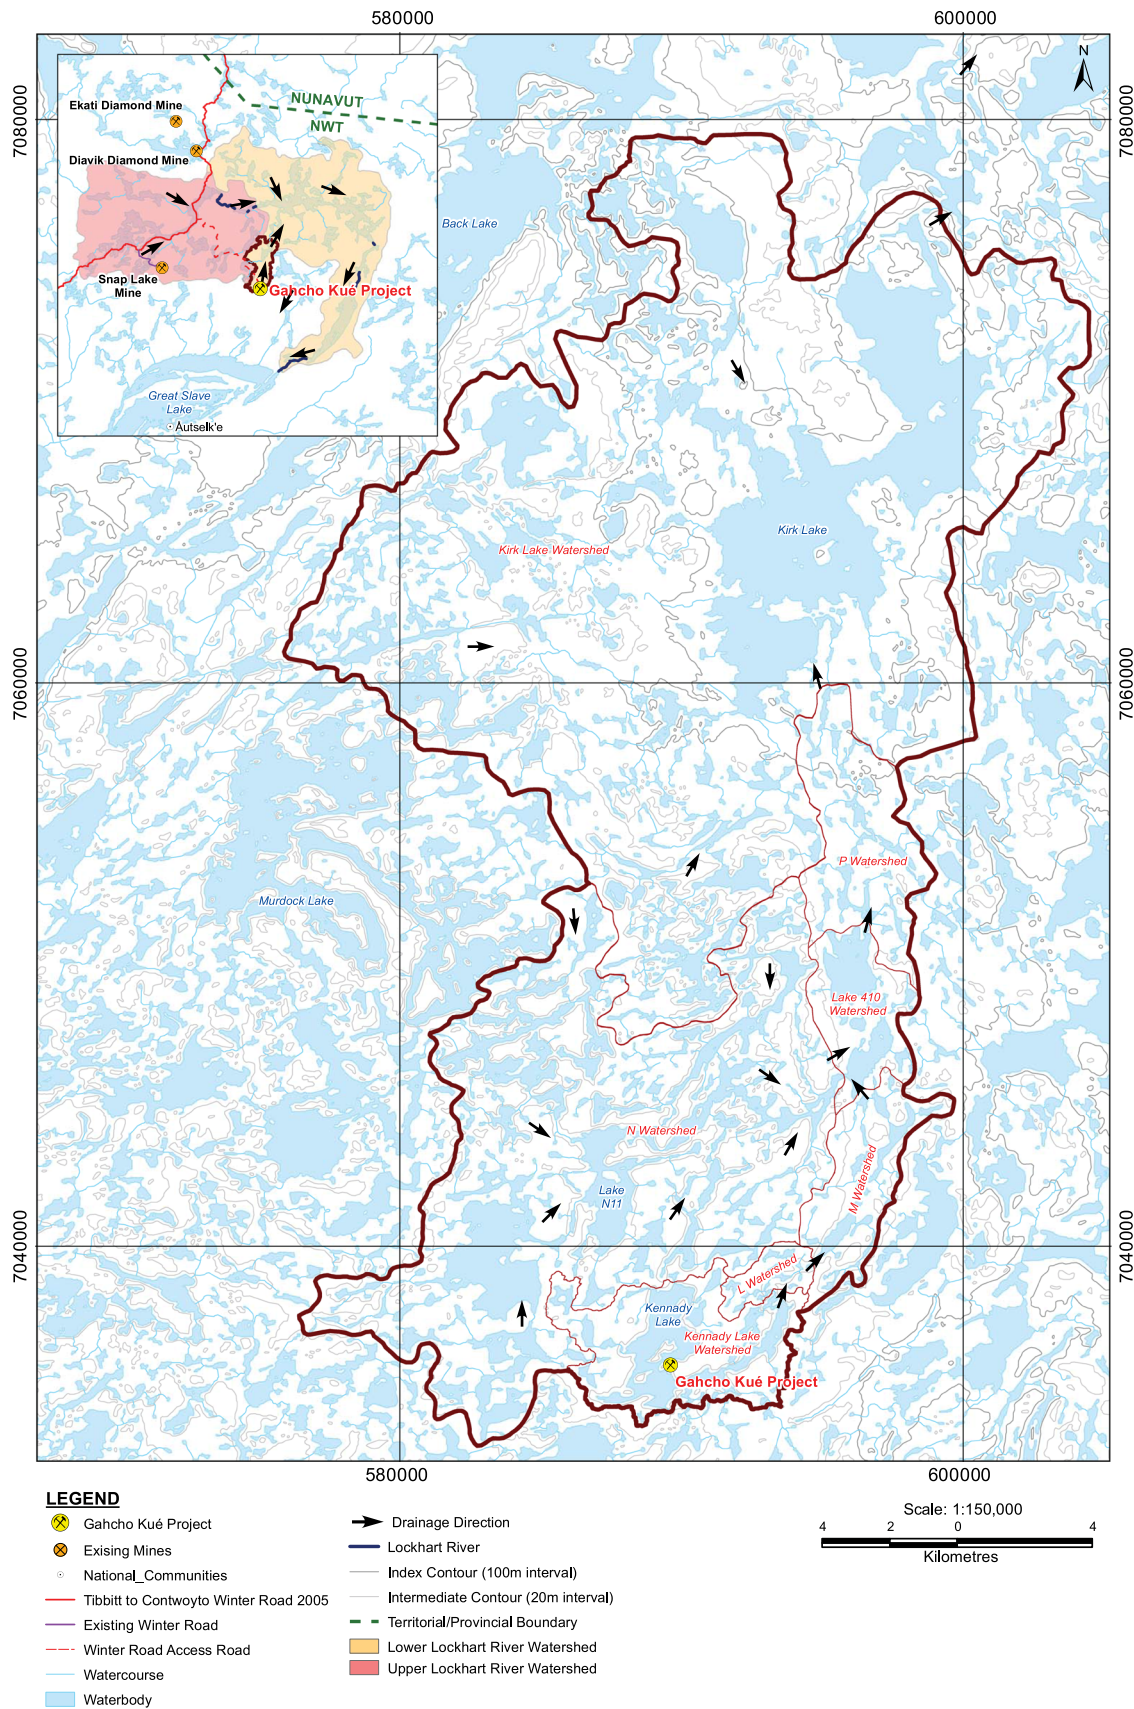 580000
600000
7080000
7080000
N
NUNAVUT
NWT
Ekati Diamond Mine
Diavik Diamond Mine
Snap Lake
Mine
Gahcho Kué Project
Great Slave
Lake
Łutselk'e
Back Lake
Kirk Lake
Kirk Lake Watershed
7060000
7060000
P Watershed
Murdock Lake
Lake 410
Watershed
N Watershed
M Watershed
Lake
N11
7040000
7040000
L Watershed
Kennady
Lake
Kennady Lake
Watershed
Gahcho Kué Project
580000
600000
LEGEND
Gahcho Kué Project
Exising Mines
National_Communities
Tibbitt to Contwoyto Winter Road 2005
Existing Winter Road
Winter Road Access Road
Watercourse
Waterbody
Drainage Direction
Lockhart River
Index Contour (100m interval)
Intermediate Contour (20m interval)
Territorial/Provincial Boundary
Lower Lockhart River Watershed
Upper Lockhart River Watershed
Scale: 1:150,000
4 2 0 4
Kilometres